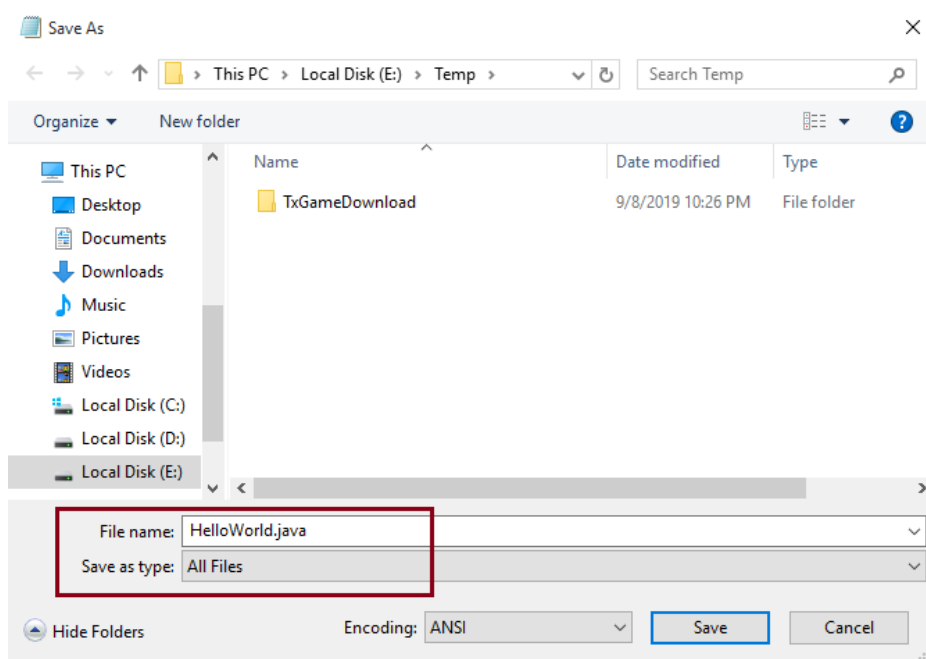 Save As
This PC > Local Disk (E:) > Temp >
Search Temp
Organize
New folder
Name
Date modified
Type
This PC
Desktop
Documents
Downloads
Music
Pictures
Videos
Local Disk (C:)
Local Disk (D:)
Local Disk (E:)
TxGameDownload
9/8/2019 10:26 PM
File folder
File name: HelloWorld.java
Save as type: All Files
Hide Folders
Encoding: ANSI
Save
Cancel